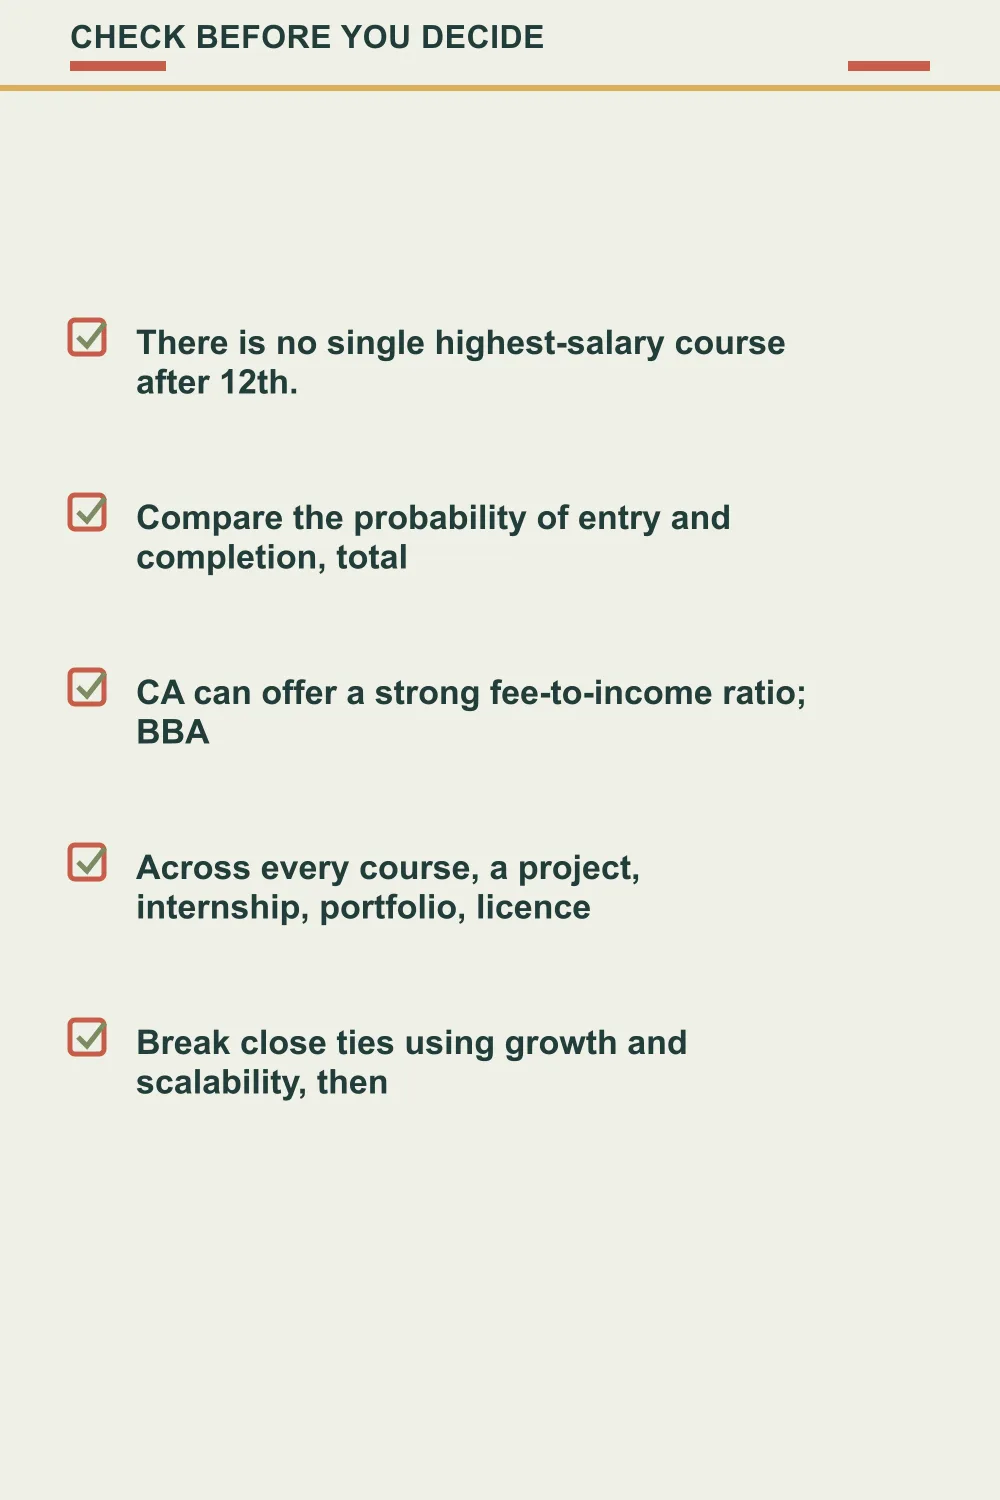 CHECK BEFORE YOU DECIDE
There is no single highest-salary course
after 12th.
Compare the probability of entry and
completion, total
CA can offer a strong fee-to-income ratio;
BBA
Across every course, a project,
internship, portfolio, licence
Break close ties using growth and
scalability, then